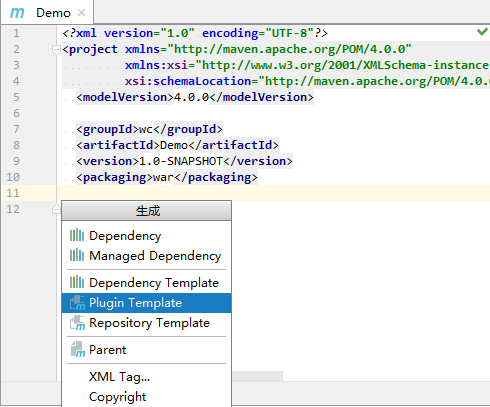 m Demo ×
1 <?xml version="1.0" encoding="UTF-8"?>
2 <project xmlns="http://maven.apache.org/POM/4.0.0"
3 xmlns:xsi="http://www.w3.org/2001/XMLSchema-instance
4 xsi:schemaLocation="http://maven.apache.org/POM/4.0.
5 <modelVersion>4.0.0</modelVersion>
6
7 <groupId>wc</groupId>
8 <artifactId>Demo</artifactId>
9 <version>1.0-SNAPSHOT</version>
10 <packaging>war</packaging>
11
12
生成
Dependency
Managed Dependency
Dependency Template
Plugin Template
Repository Template
Parent
XML Tag...
Copyright